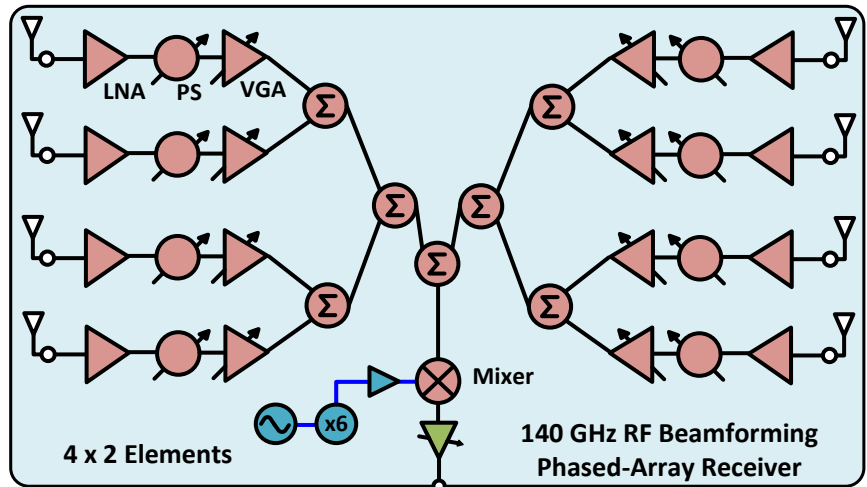 LNA PS VGA
Σ
Σ
Σ Σ
Σ
Σ Σ
Mixer
x6
4 x 2 Elements
140 GHz RF Beamforming
Phased-Array Receiver